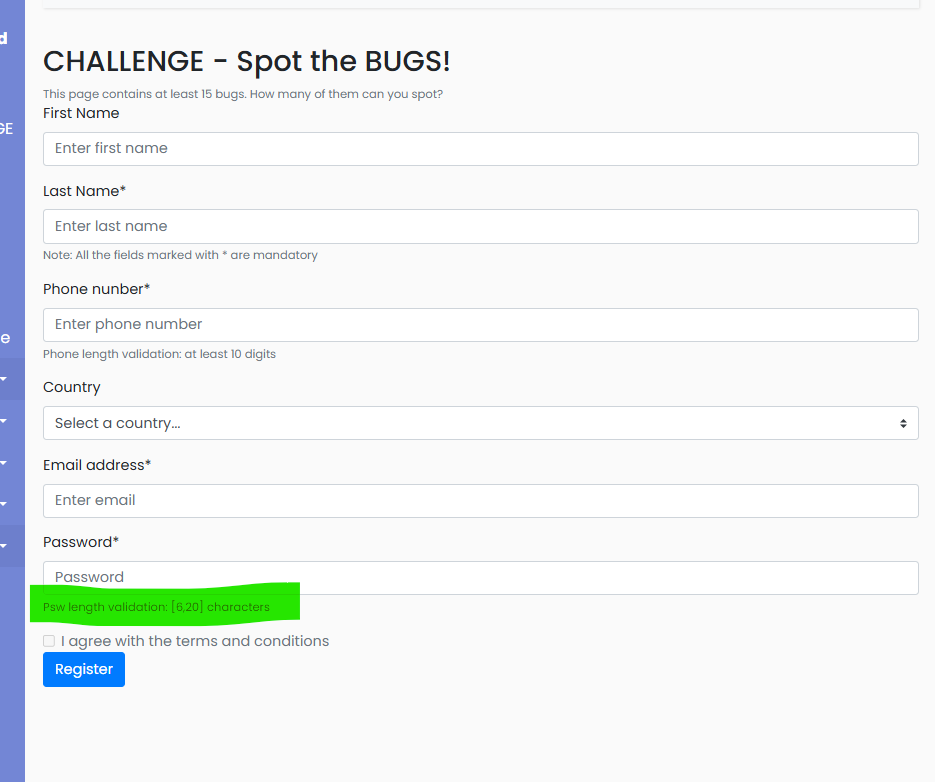 d
CHALLENGE - Spot the BUGS!
This page contains at least 15 bugs. How many of them can you spot?
First Name
GE
Enter first name
Last Name*
Enter last name
Note: All the fields marked with * are mandatory
Phone nunber*
Enter phone number
e
Phone length validation: at least 10 digits
Country
Select a country...
Email address*
Enter email
Password*
Password
Psw length validation: [6,20] characters
I agree with the terms and conditions
Register